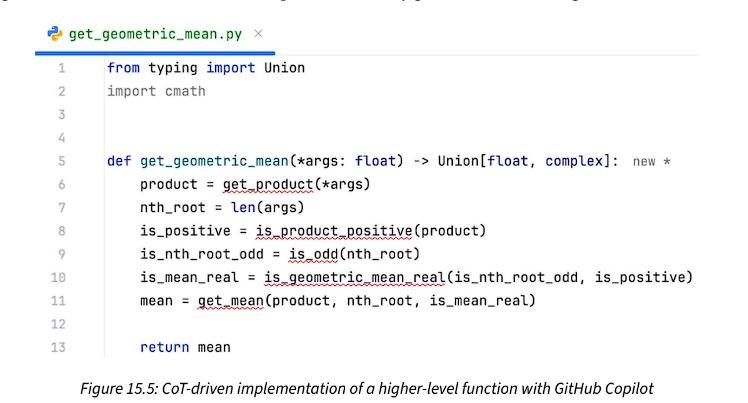 get_geometric_mean.py
1 from typing import Union
2 import cmath
3
4
5 def get_geometric_mean(*args: float) -> Union[float, complex]: new *
6 product = get_product(*args)
7 nth_root = len(args)
8 is_positive = is_product_positive(product)
9 is_nth_root_odd = is_odd(nth_root)
10 is_mean_real = is_geometric_mean_real(is_nth_root_odd, is_positive)
11 mean = get_mean(product, nth_root, is_mean_real)
12
13 return mean
Figure 15.5: CoT-driven implementation of a higher-level function with GitHub Copilot